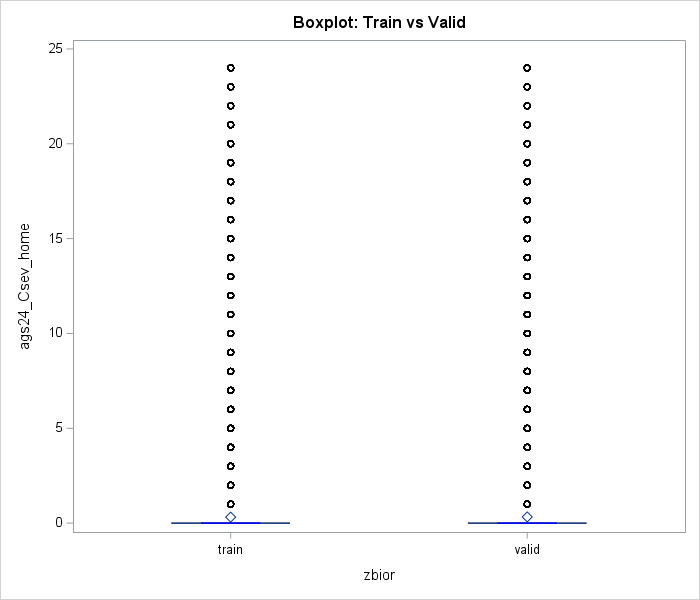 Boxplot: Train vs Valid
25
20
15
10
5
0
ags24_Csev_home
train
valid
zbior